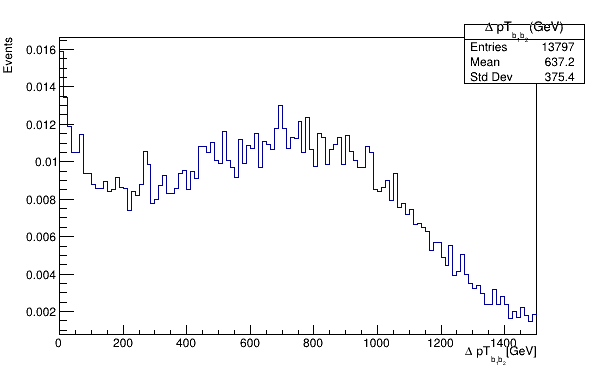 Δ pT_b₁b₂(GeV)
Entries 13797
Mean 637.2
Std Dev 375.4
Events
0.016
0.014
0.012
0.01
0.008
0.006
0.004
0.002
0 200 400 600 800 1000 1200 1400
Δ pT_b₁b₂[GeV]